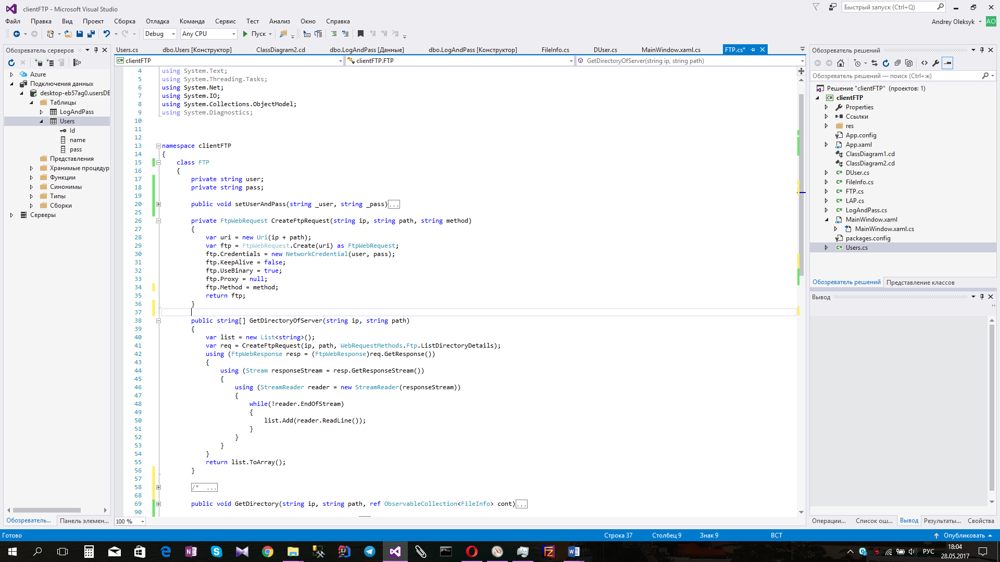 clientFTP - Microsoft Visual Studio
Быстрый запуск (Ctrl+Q)
Файл Правка Вид Проект Сборка Отладка Команда Сервис Тест Анализ Окно Справка
Andrey Oleksyk AO
Debug Any CPU Пуск
Обозреватель серверов
Azure
Подключения данных
desktop-eb57ag0.usersDE
Таблицы
LogAndPass
Users
Id
name
pass
Представления
Хранимые процедур
Функции
Синонимы
Типы
Сборки
Серверы
Обозреватель... Панель элемен...
Users.cs dbo.Users [Конструктор] ClassDiagram2.cd dbo.LogAndPass [Данные] dbo.LogAndPass [Конструктор] FileInfo.cs DUser.cs MainWindow.xaml.cs FTP.cs*
C# clientFTP clientFTP.FTP GetDirectoryOfServer(string ip, string path)
4 using System.Text;
5 using System.Threading.Tasks;
6 using System.Net;
7 using System.IO;
8 using System.Collections.ObjectModel;
9 using System.Diagnostics;
10
11
12
13 namespace clientFTP
14 {
15 class FTP
16 {
17 private string user;
18 private string pass;
19
20 public void setUserAndPass(string _user, string _pass)...
25
26 private FtpWebRequest CreateFtpRequest(string ip, string path, string method)
27 {
28 var uri = new Uri(ip + path);
29 var ftp = FtpWebRequest.Create(uri) as FtpWebRequest;
30 ftp.Credentials = new NetworkCredential(user, pass);
31 ftp.KeepAlive = false;
32 ftp.UseBinary = true;
33 ftp.Proxy = null;
34 ftp.Method = method;
35 return ftp;
36 }
37
38 public string[] GetDirectoryOfServer(string ip, string path)
39 {
40 var list = new List<string>();
41 var req = CreateFtpRequest(ip, path, WebRequestMethods.Ftp.ListDirectoryDetails);
42 using (FtpWebResponse resp = (FtpWebResponse)req.GetResponse())
43 {
44 using (Stream responseStream = resp.GetResponseStream())
45 {
46 using (StreamReader reader = new StreamReader(responseStream))
47 {
48 while(!reader.EndOfStream)
49 {
50 list.Add(reader.ReadLine());
51 }
52 }
53 }
54 }
55 return list.ToArray();
56 }
57
58 /* ...
68
69 public void GetDirectory(string ip, string path, ref ObservableCollection<FileInfo> cont)...
90
100 %
Обозреватель решений
Обозреватель решений — поиск (Ctrl+ж)
Решение "clientFTP" (проектов: 1)
C# clientFTP
Properties
Ссылки
res
App.config
App.xaml
ClassDiagram1.cd
ClassDiagram2.cd
C# DUser.cs
C# FileInfo.cs
C# FTP.cs
C# LAP.cs
C# LogAndPass.cs
MainWindow.xaml
MainWindow.xaml.cs
packages.config
C# Users.cs
Обозреватель решений Представление классов
Вывод
Операции... Список ош... Вывод Результаты... Свойства
Готово Строка 37 Столбец 9 Знак 9 ВСТ Опубликовать
РУС 18:04
28.05.2017